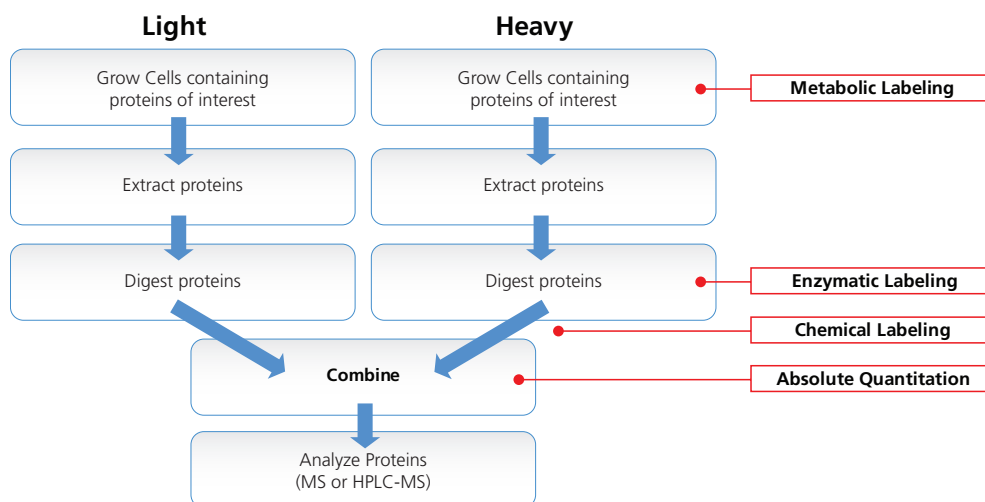 Light
Heavy
Grow Cells containing
proteins of interest
Grow Cells containing
proteins of interest
Metabolic Labeling
Extract proteins
Extract proteins
Digest proteins
Digest proteins
Enzymatic Labeling
Chemical Labeling
Combine
Absolute Quantitation
Analyze Proteins
(MS or HPLC-MS)